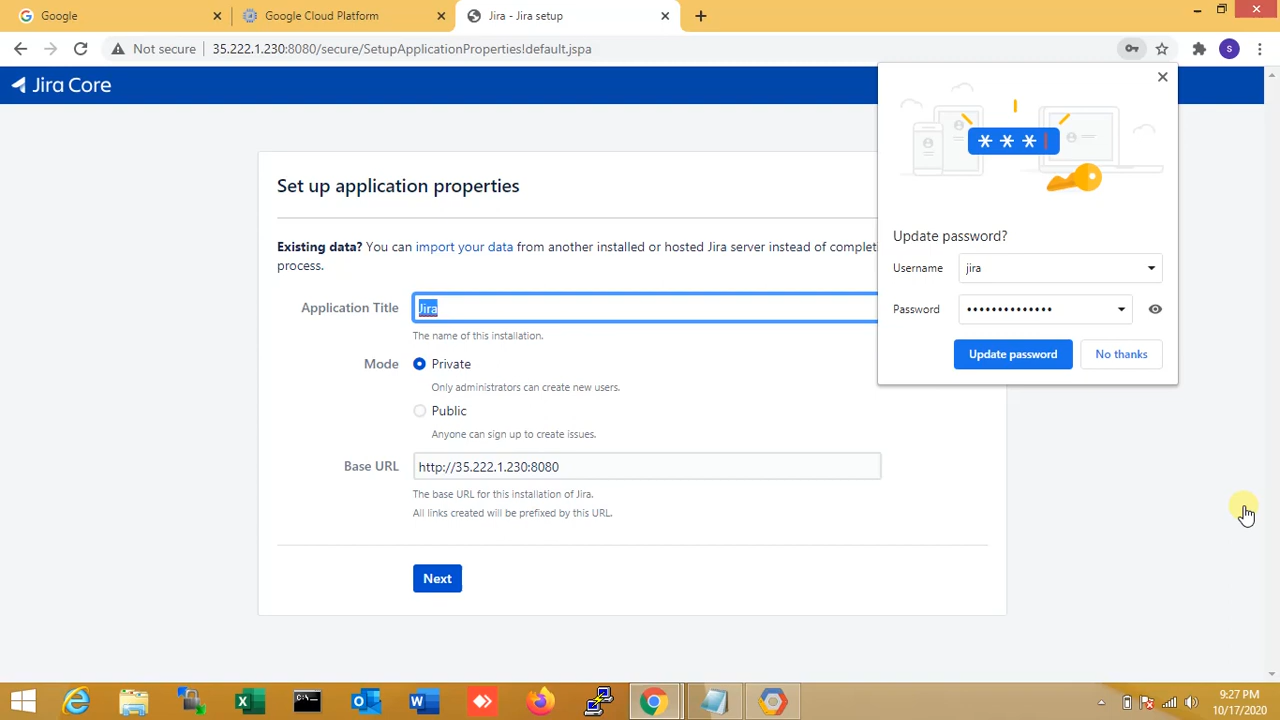 Google
Google Cloud Platform
Jira - Jira setup
Not secure
35.222.1.230:8080/secure/SetupApplicationProperties!default.jspa
S
Jira Core
Set up application properties
Existing data? You can import your data from another installed or hosted Jira server instead of complet
process.
Application Title
Jira
The name of this installation.
Mode
Private
Only administrators can create new users.
Public
Anyone can sign up to create issues.
Base URL
http://35.222.1.230:8080
The base URL for this installation of Jira.
All links created will be prefixed by this URL.
Next
* * *
Update password?
Username
jira
Password
••••••••••••••
Update password
No thanks
9:27 PM
10/17/2020